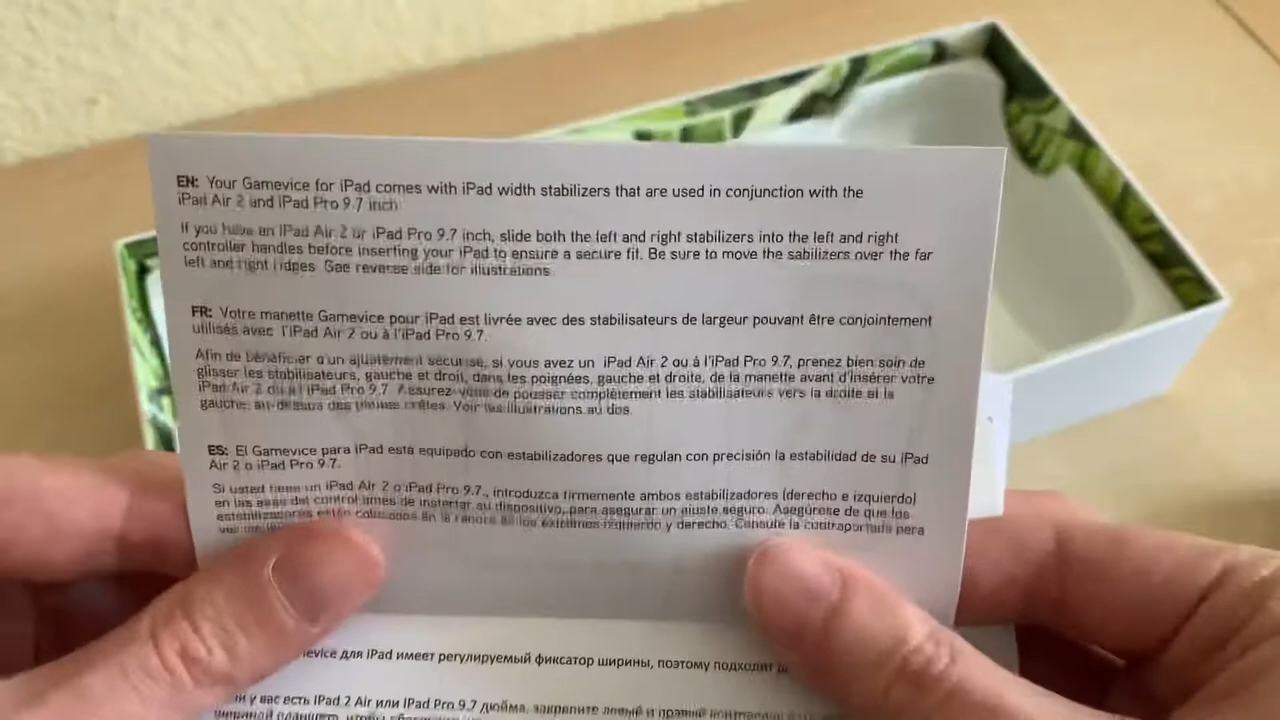 EN: Your Gamevice for iPad comes with iPad width stabilizers that are used in conjunction with the
iPad Air 2 and iPad Pro 9.7 inch
If you have an iPad Air 2 or iPad Pro 9.7 inch, slide both the left and right stabilizers into the left and right
controller handles before inserting your iPad to ensure a secure fit. Be sure to move the sabilizers over the far
left and right ridges. See reverse side for illustrations
FR: Votre manette Gamevice pour iPad est livrée avec des stabilisateurs de largeur pouvant être conjointement
utilisés avec l'iPad Air 2 ou à l'iPad Pro 9.7.
Afin de bénéficier d'un ajustement sécurisé, si vous avez un iPad Air 2 ou à l'iPad Pro 9.7, prenez bien soin de
glisser les stabilisateurs, gauche et droit, dans les poignées, gauche et droite, de la manette avant d'insérer votre
iPad Air 2 ou à l'iPad Pro 9.7 Assurez-vous de pousser complètement les stabilisateurs vers la droite et la
gauche, au-dessus des crêtes. Voir les illustrations au dos.
ES: El Gamevice para iPad está equipado con estabilizadores que regulan con precisión la estabilidad de su iPad
Air 2 o iPad Pro 9.7.
Si usted tiene un iPad Air 2 o iPad Pro 9.7., introduzca firmemente ambos estabilizadores (derecho e izquierdo)
en las asas del control antes de insertar su dispositivo, para asegurar un ajuste seguro. Asegúrese de que los
estabilizadores estén colocados en la ranura de los extremos izquierdo y derecho. Consulte la contraportada para
для iPad имеет регулируемый фиксатор ширины, поэтому подходит
у вас есть iPad 2 Air или iPad Pro 9.7 дюйма, закрепите левый и правый